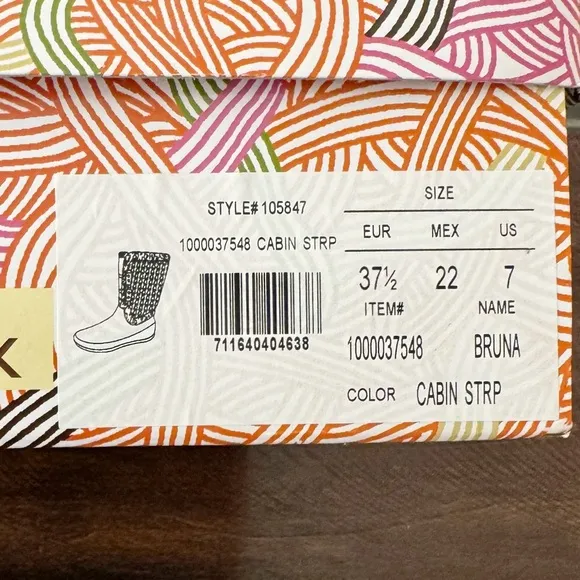 STYLE# 105847
1000037548 CABIN STRP
711640404638
SIZE
EUR MEX US
37½ 22 7
ITEM# NAME
1000037548 BRUNA
COLOR CABIN STRP
K